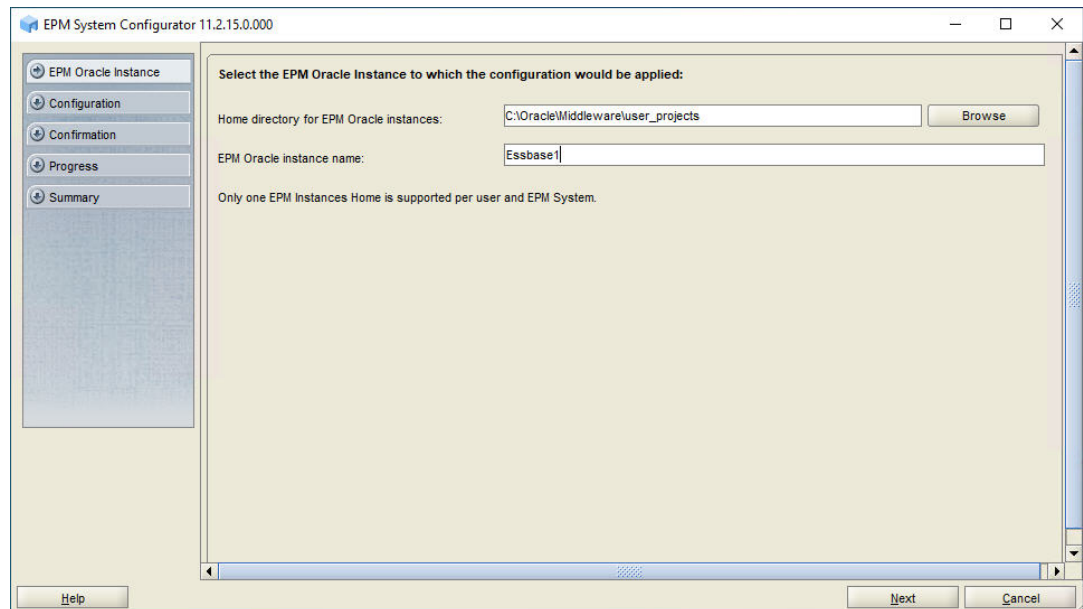 EPM System Configurator 11.2.15.0.000
EPM Oracle Instance
Configuration
Confirmation
Progress
Summary
Select the EPM Oracle Instance to which the configuration would be applied:
Home directory for EPM Oracle instances:
C:\Oracle\Middleware\user_projects
Browse
EPM Oracle instance name:
Essbase1
Only one EPM Instances Home is supported per user and EPM System.
Help
Next
Cancel